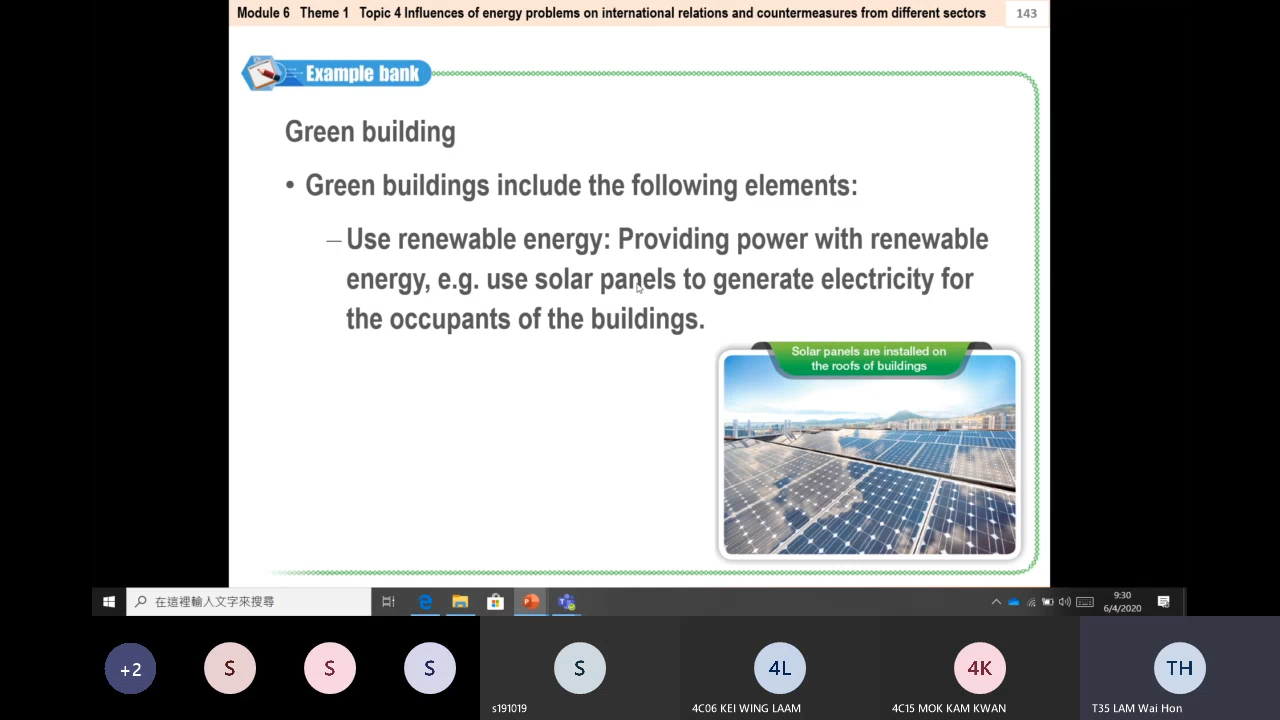 Module 6 Theme 1 Topic 4 Influences of energy problems on international relations and countermeasures from different sectors
143
Example bank
Green building
• Green buildings include the following elements:
– Use renewable energy: Providing power with renewable
energy, e.g. use solar panels to generate electricity for
the occupants of the buildings.
Solar panels are installed on
the roofs of buildings
在這裡輸入文字來搜尋
9:30
6/4/2020
+2
S
S
S
S
4L
4K
TH
s191019
4C06 KEI WING LAAM
4C15 MOK KAM KWAN
T35 LAM Wai Hon